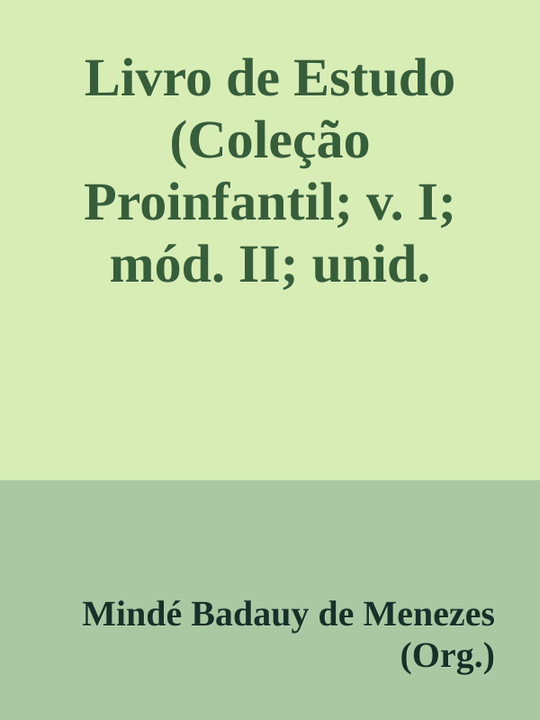 Livro de Estudo
(Coleção
Proinfantil; v. I;
mód. II; unid.
Mindé Badauy de Menezes
(Org.)